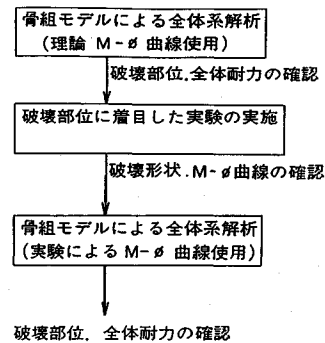 骨組モデルによる全体系解析
(理論 M-ø 曲線使用)
破壊部位.全体耐力の確認
破壊部位に着目した実験の実施
破壊形状.M-ø曲線の確認
骨組モデルによる全体系解析
(実験による M-ø 曲線使用)
破壊部位,全体耐力の確認